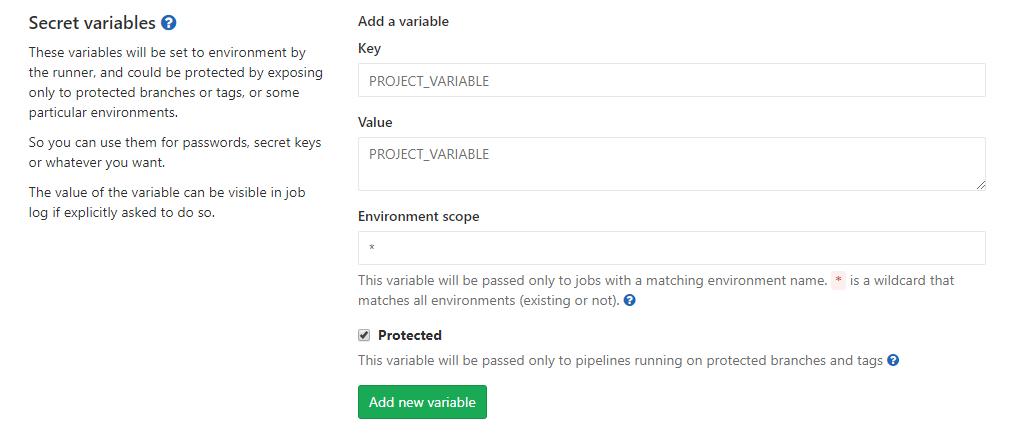 Secret variables ?
These variables will be set to environment by
the runner, and could be protected by exposing
only to protected branches or tags, or some
particular environments.
So you can use them for passwords, secret keys
or whatever you want.
The value of the variable can be visible in job
log if explicitly asked to do so.
Add a variable
Key
PROJECT_VARIABLE
Value
PROJECT_VARIABLE
Environment scope
*
This variable will be passed only to jobs with a matching environment name. * is a wildcard that
matches all environments (existing or not). ?
Protected
This variable will be passed only to pipelines running on protected branches and tags ?
Add new variable